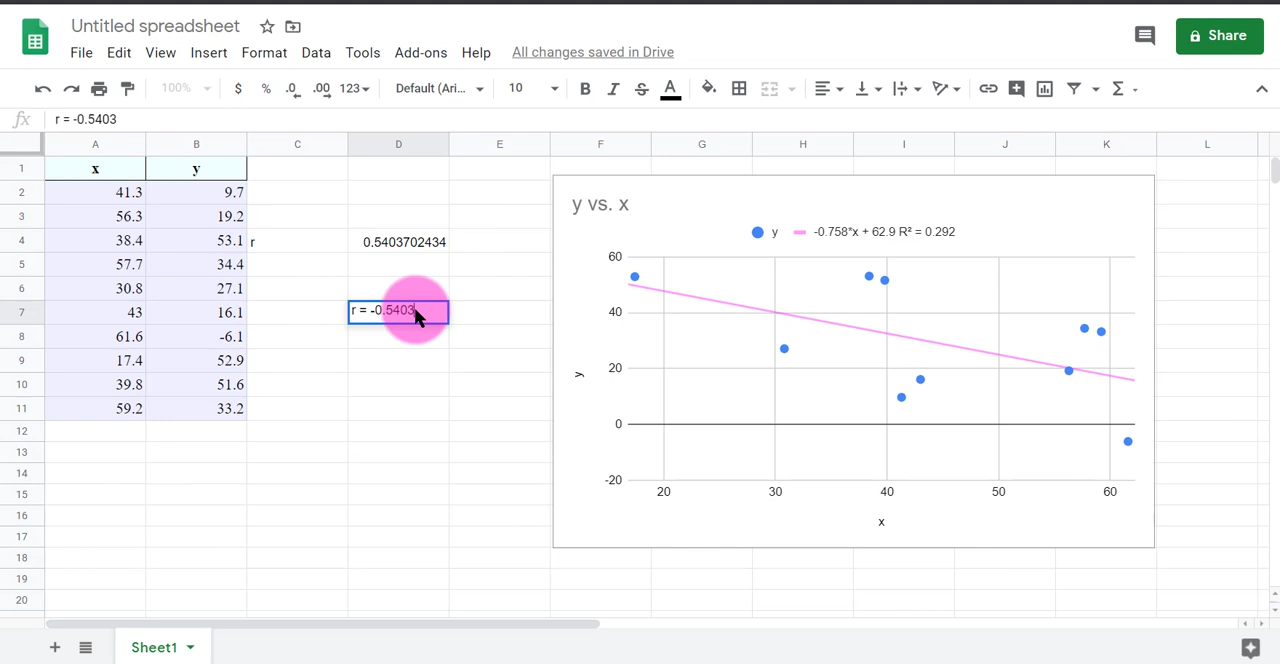 Untitled spreadsheet
File Edit View Insert Format Data Tools Add-ons Help All changes saved in Drive
Share
100% $ % .0 .00 123 Default (Ari... 10 B I S A Σ
fx r = -0.5403
A B C D E F G H I J K L
1 x y
2 41.3 9.7
3 56.3 19.2
4 38.4 53.1 r 0.5403702434
5 57.7 34.4
6 30.8 27.1
7 43 16.1 r = -0.5403
8 61.6 -6.1
9 17.4 52.9
10 39.8 51.6
11 59.2 33.2
12
13
14
15
16
17
18
19
20
y vs. x
y -0.758*x + 62.9 R² = 0.292
60
40
20
0
-20
y
20 30 40 50 60
x
Sheet1